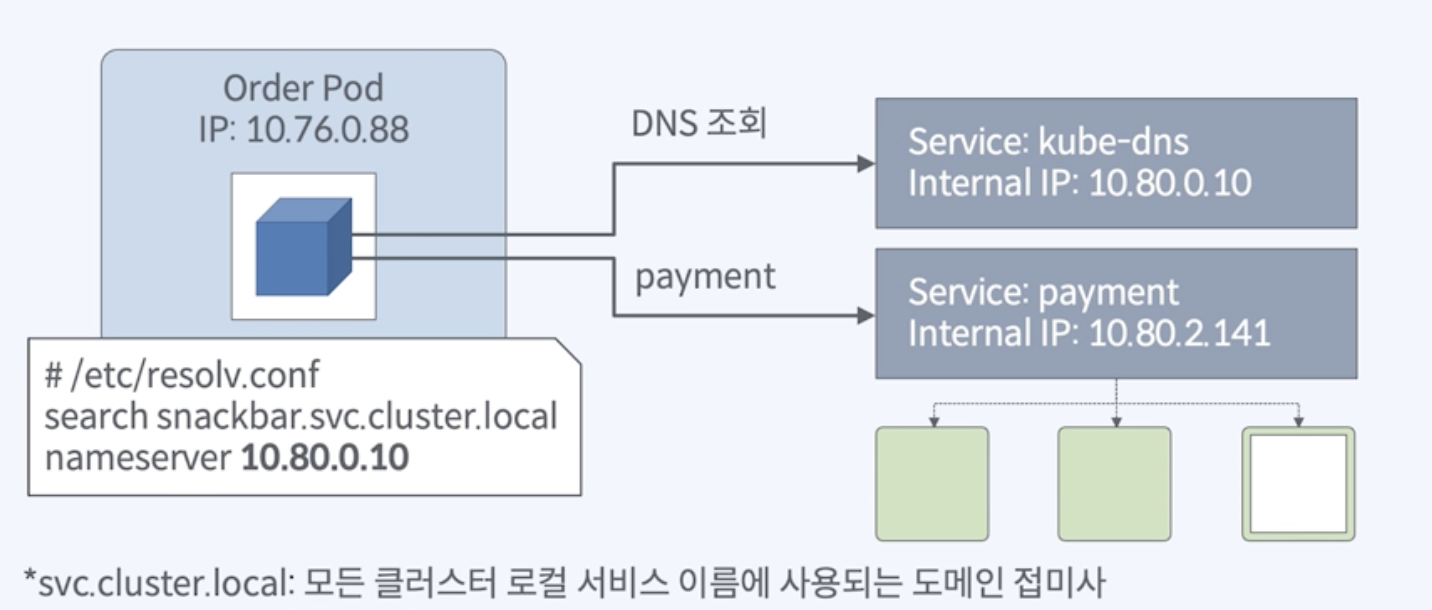 Order Pod
IP: 10.76.0.88
DNS 조회
payment
Service: kube-dns
Internal IP: 10.80.0.10
Service: payment
Internal IP: 10.80.2.141
# /etc/resolv.conf
search snackbar.svc.cluster.local
nameserver 10.80.0.10
*svc.cluster.local: 모든 클러스터 로컬 서비스 이름에 사용되는 도메인 접미사